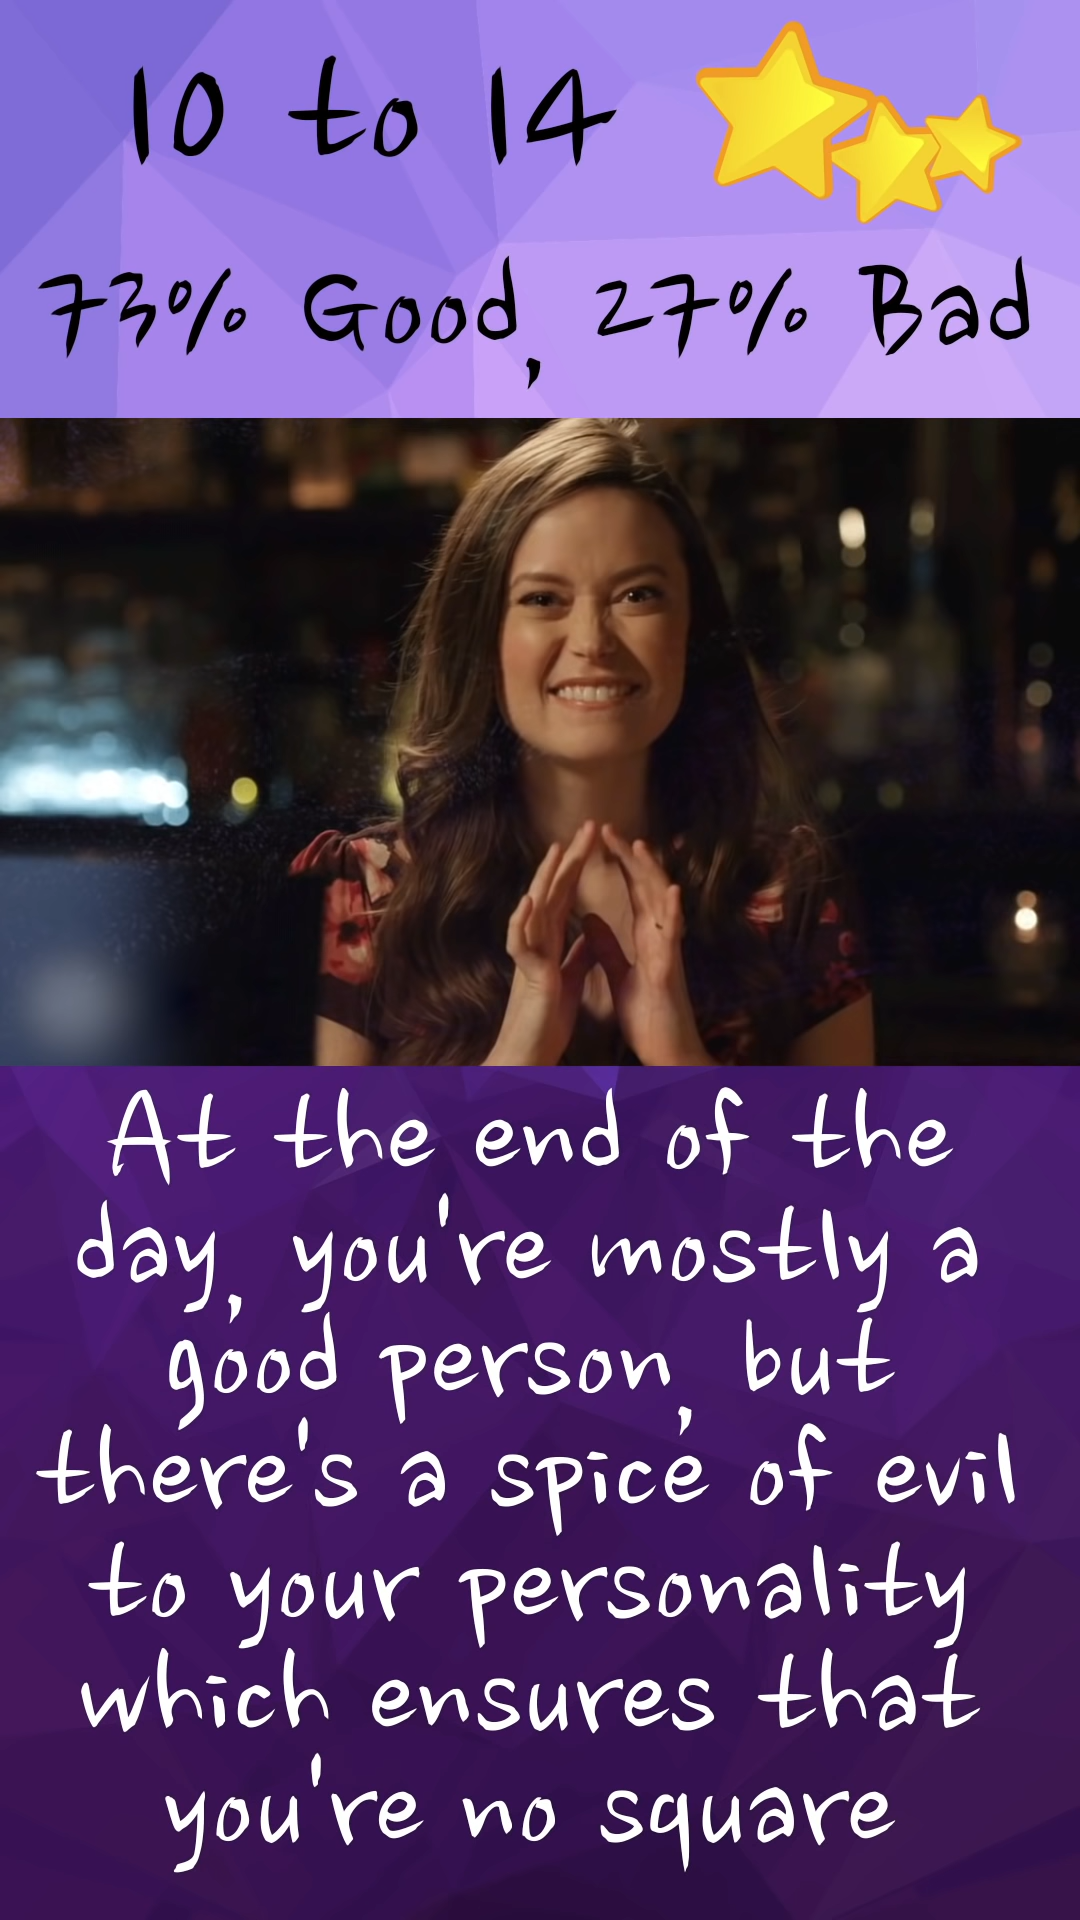 10 to 14
73% Good, 27% Bad
At the end of the
day, you're mostly a
good person, but
there's a spice of evil
to your personality
which ensures that
you're no square